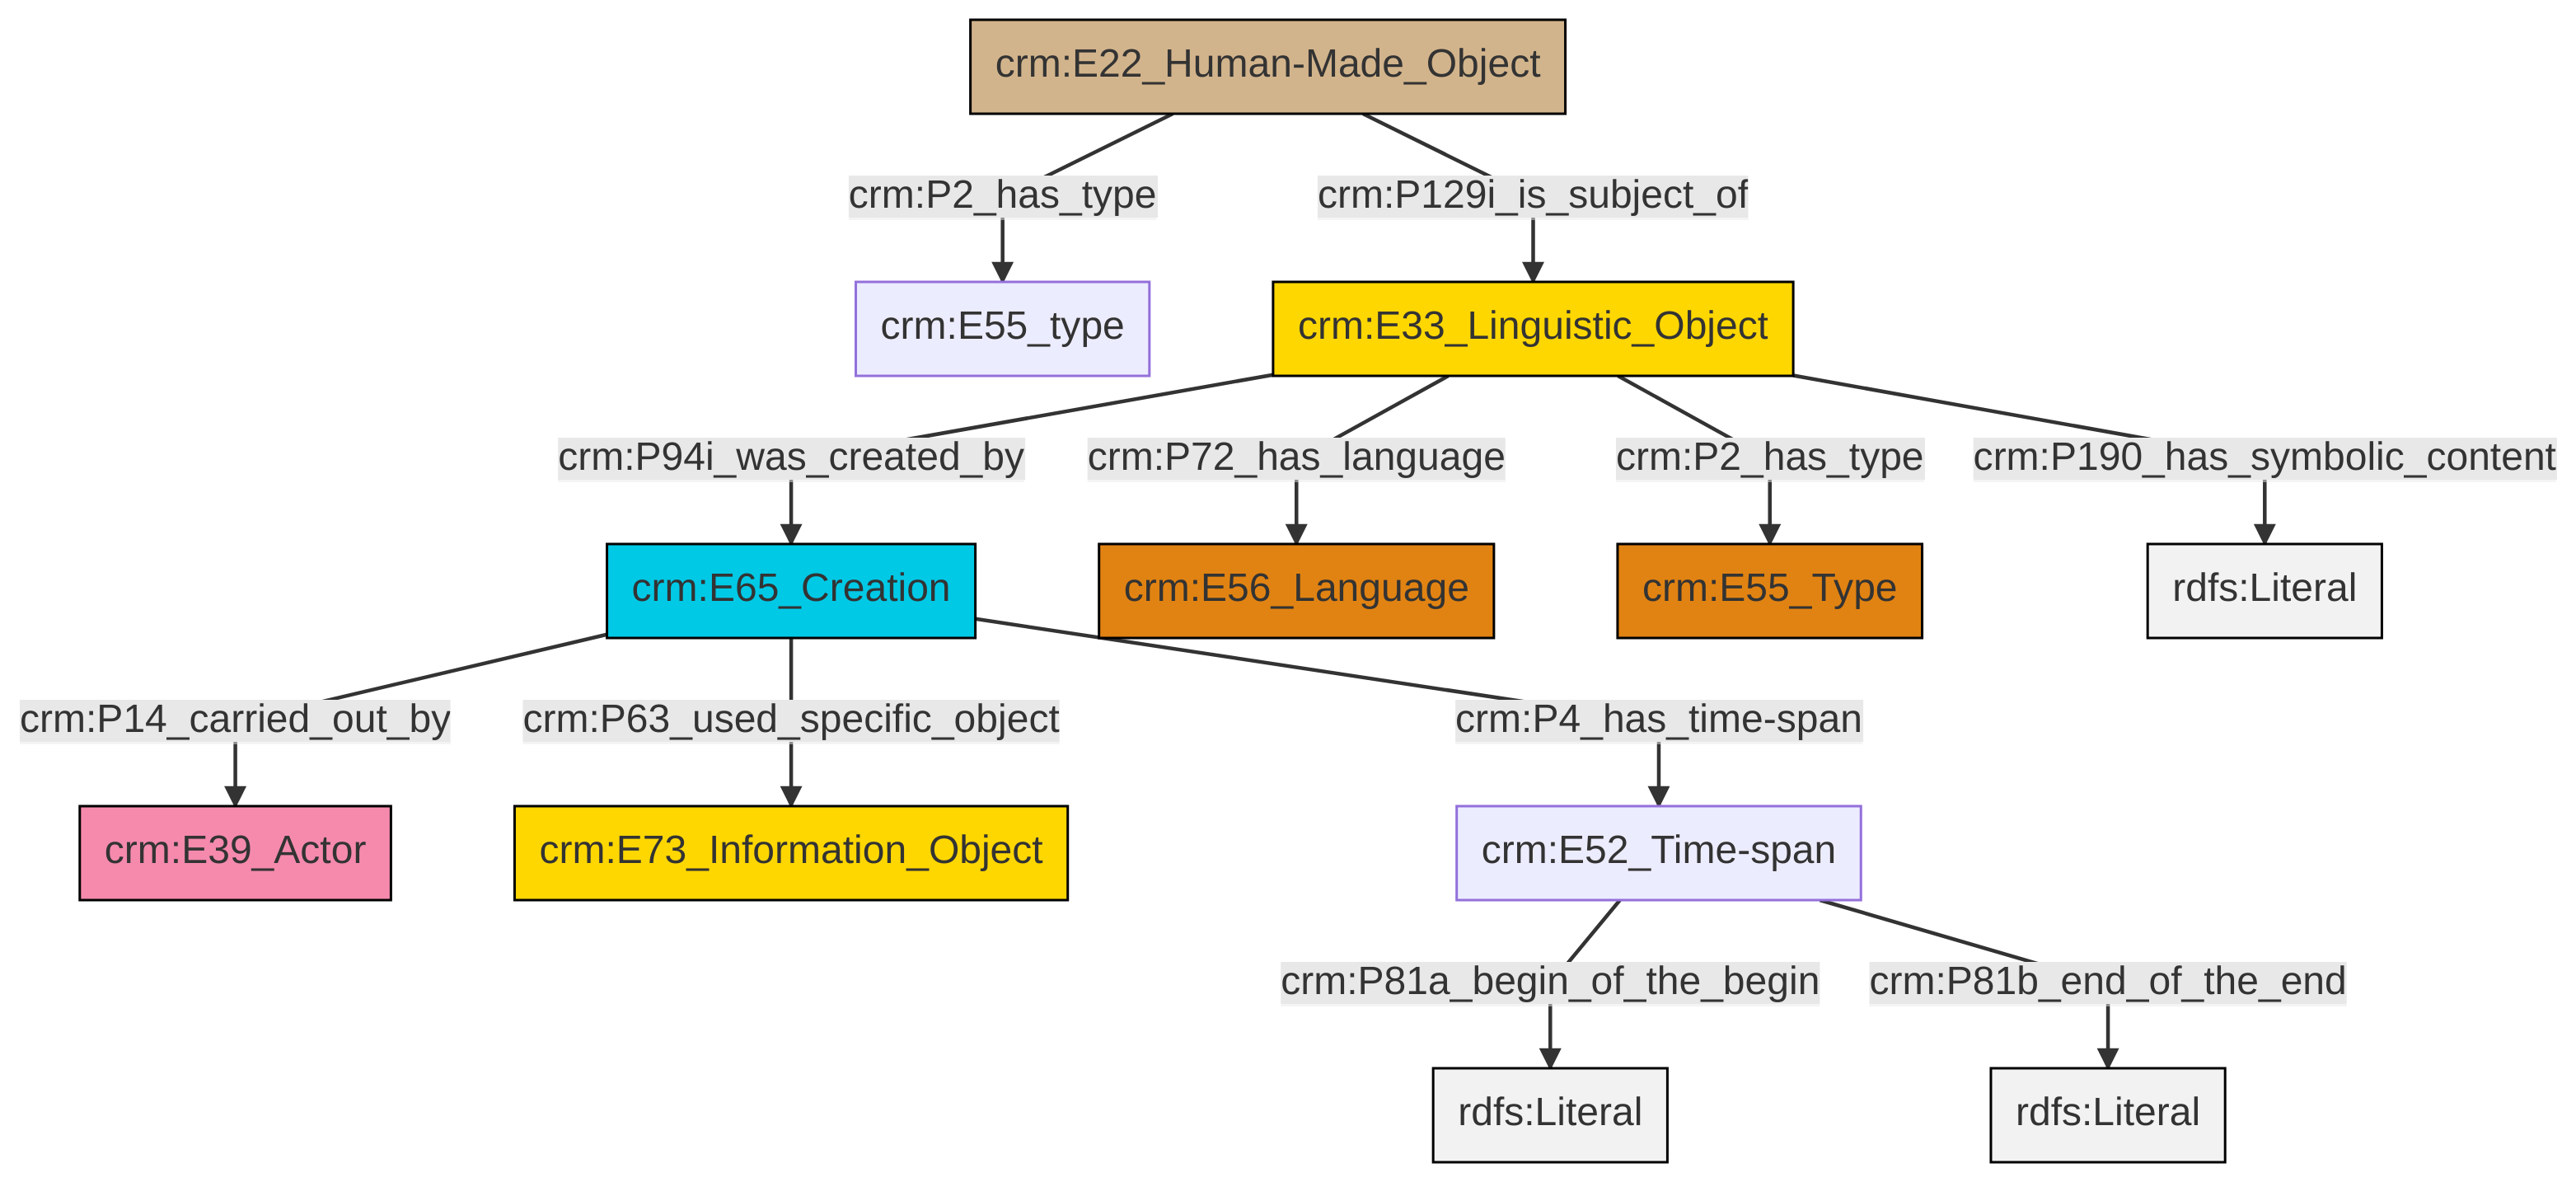 crm:E22_Human-Made_Object
crm:P2_has_type
crm:P129i_is_subject_of
crm:E55_type
crm:E33_Linguistic_Object
crm:P94i_was_created_by
crm:P72_has_language
crm:P2_has_type
crm:P190_has_symbolic_content
crm:E65_Creation
crm:E56_Language
crm:E55_Type
rdfs:Literal
crm:P14_carried_out_by
crm:P63_used_specific_object
crm:P4_has_time-span
crm:E39_Actor
crm:E73_Information_Object
crm:E52_Time-span
crm:P81a_begin_of_the_begin
crm:P81b_end_of_the_end
rdfs:Literal
rdfs:Literal